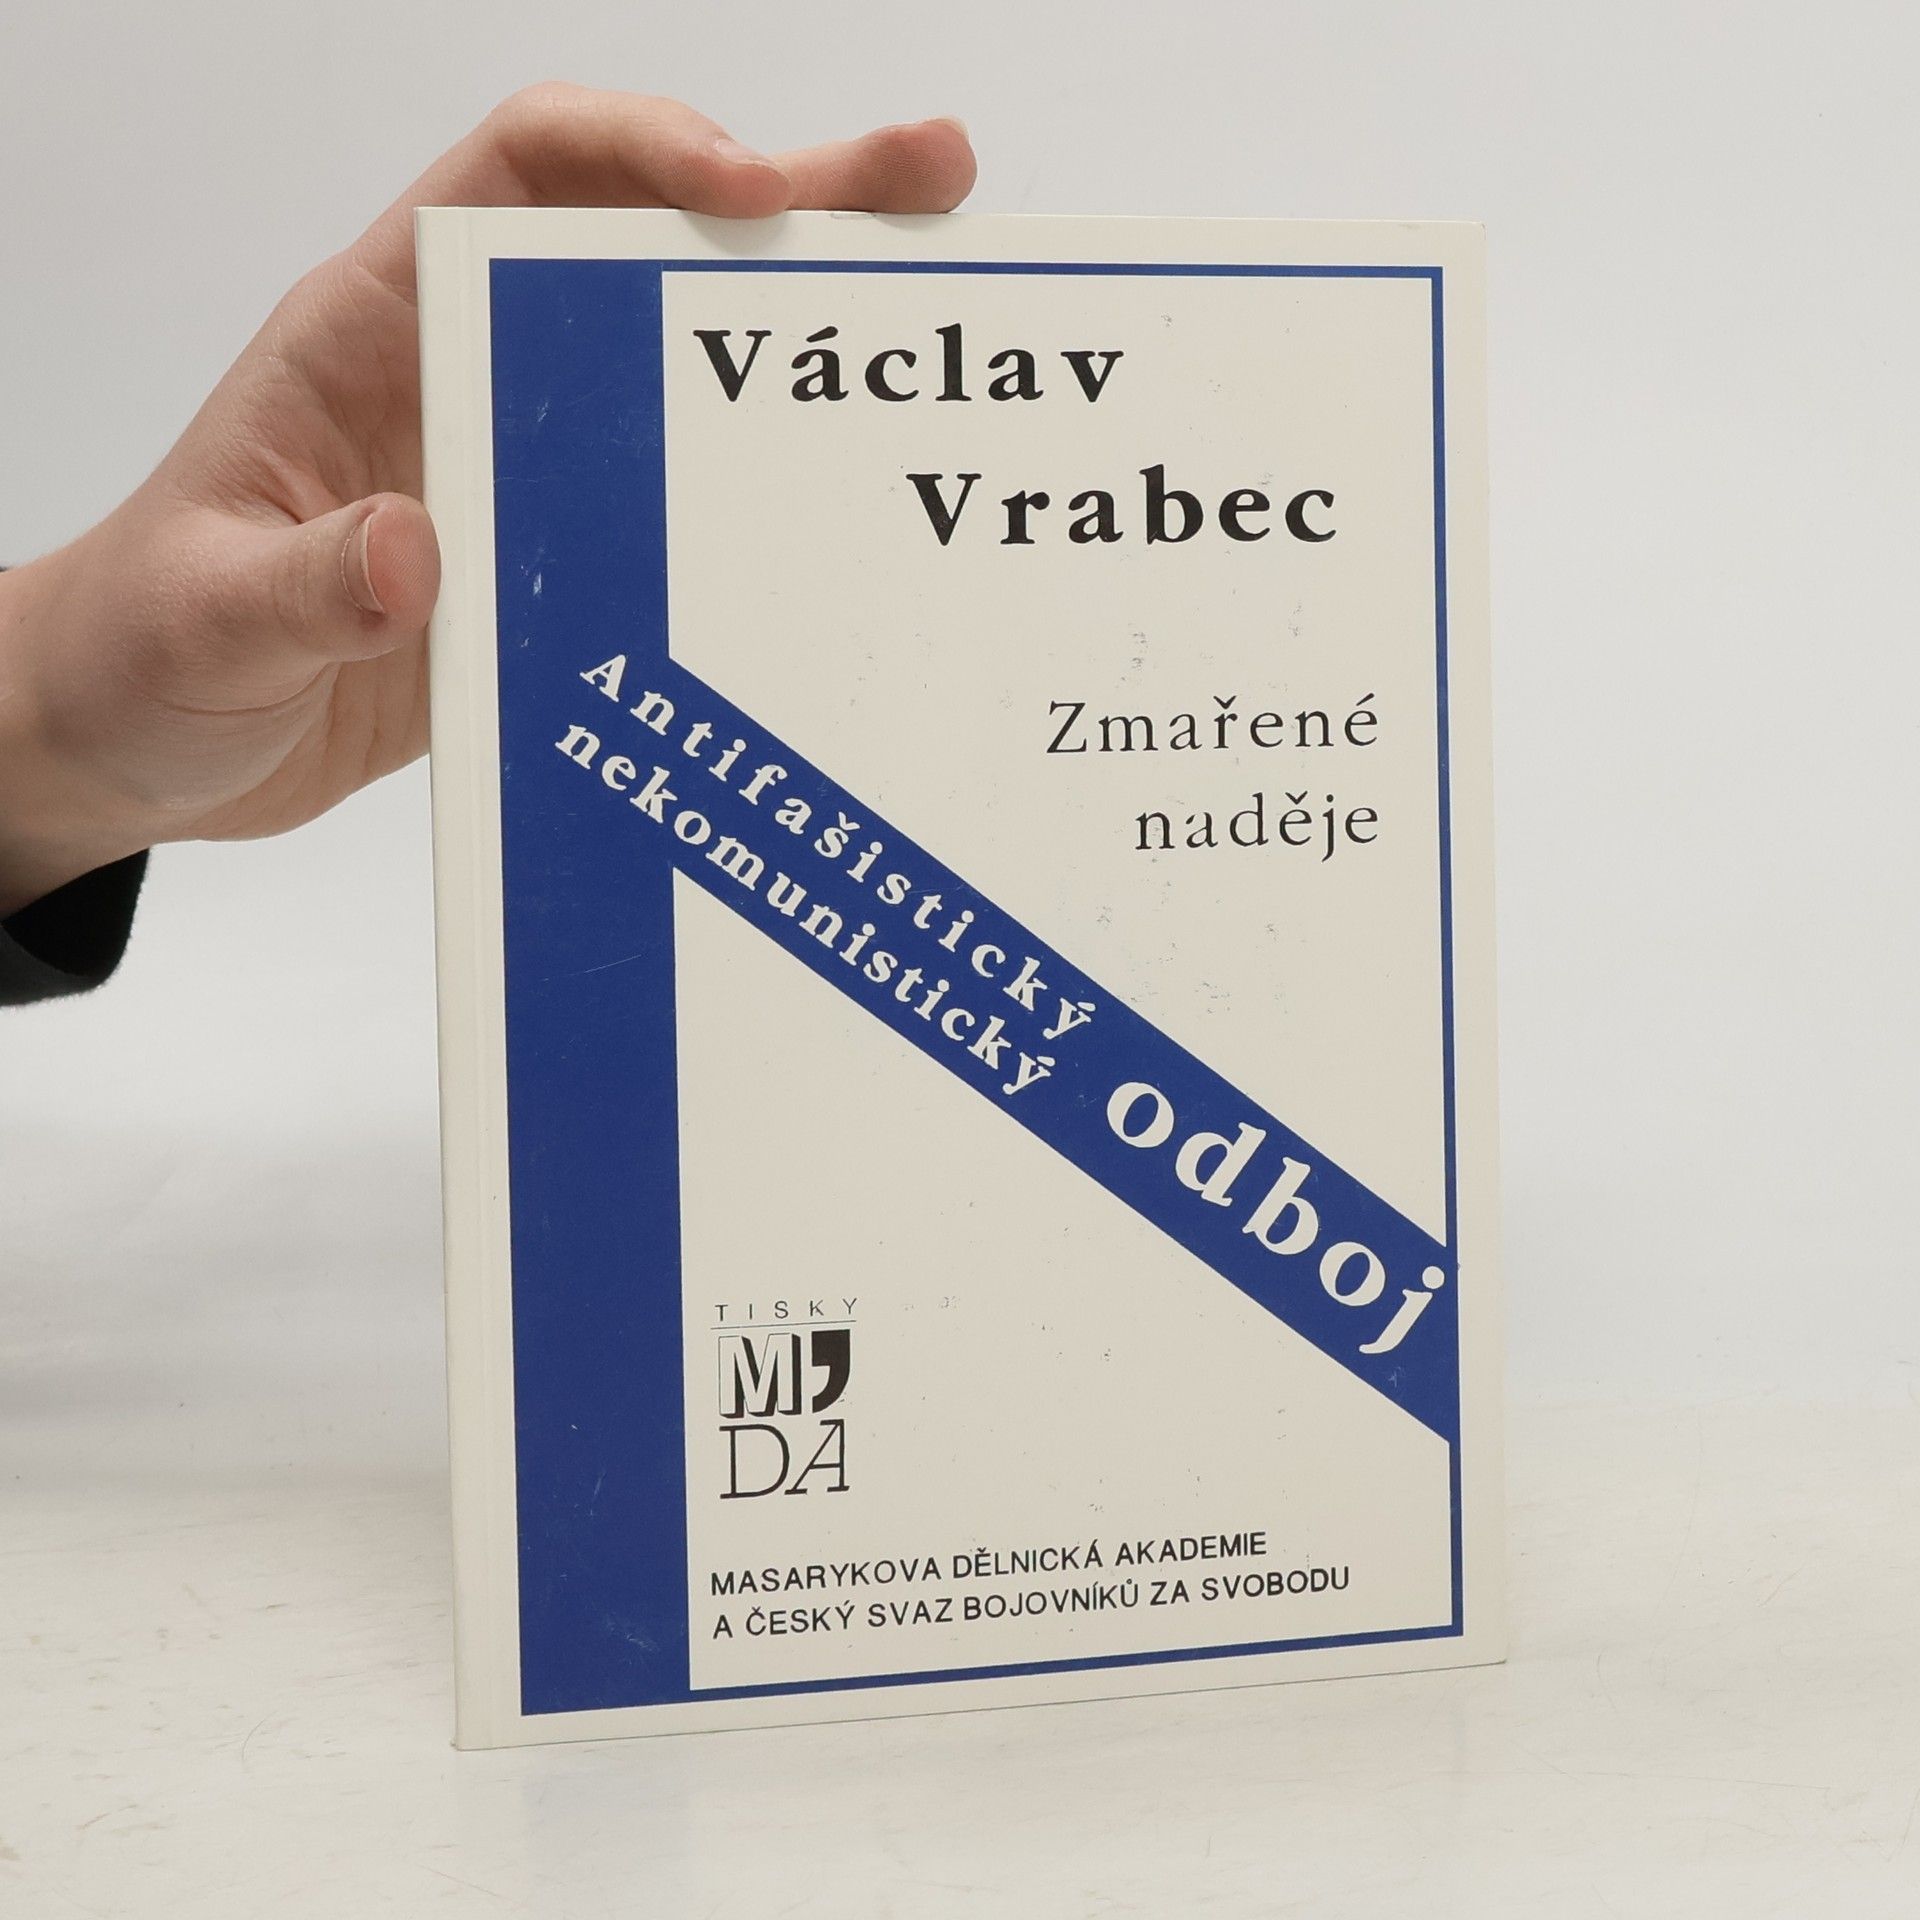 Václav
Vrabec
Zmařené
naděje
Antifašistický
nekomunistický
odboj
TISKY
M'
DA
MASARYKOVA DĚLNICKÁ AKADEMIE
A ČESKÝ SVAZ BOJOVNÍKŮ ZA SVOBODU